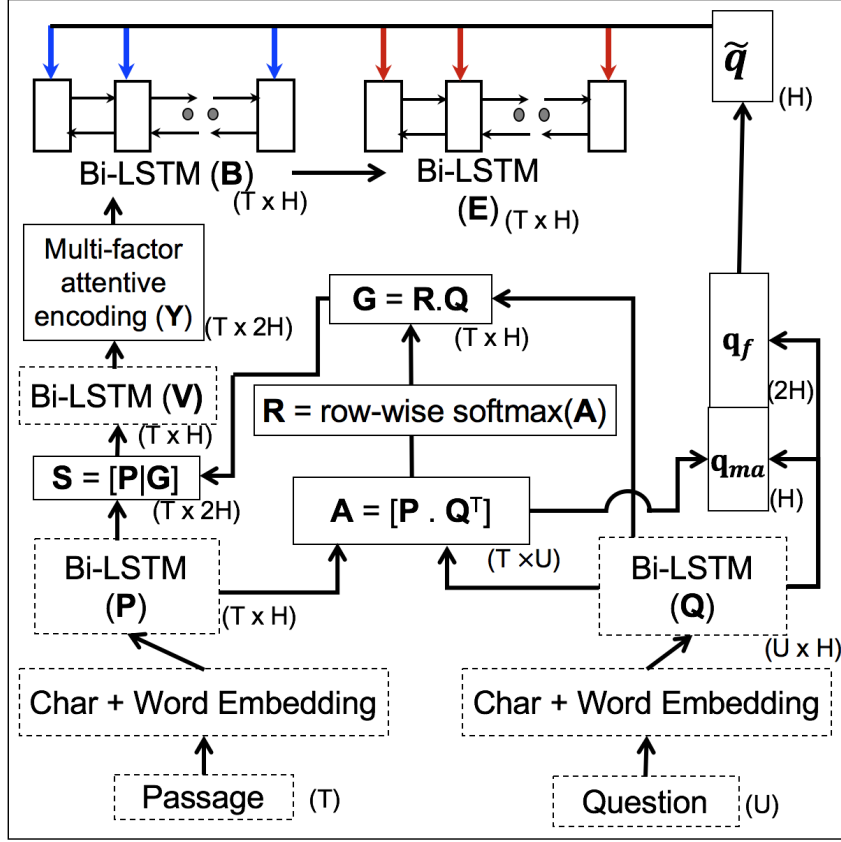 q̃
(H)
Bi-LSTM (B)
(T x H)
Bi-LSTM
(E)
(T x H)
Multi-factor
attentive
encoding (Y)
(T x 2H)
G = R.Q
(T x H)
q_f
(2H)
Bi-LSTM (V)
(T x H)
R = row-wise softmax(A)
q_ma
(H)
S = [P|G]
(T x 2H)
A = [P . Qᵀ]
(T ×U)
Bi-LSTM
(P)
(T x H)
Bi-LSTM
(Q)
(U x H)
Char + Word Embedding
Char + Word Embedding
Passage
(T)
Question
(U)